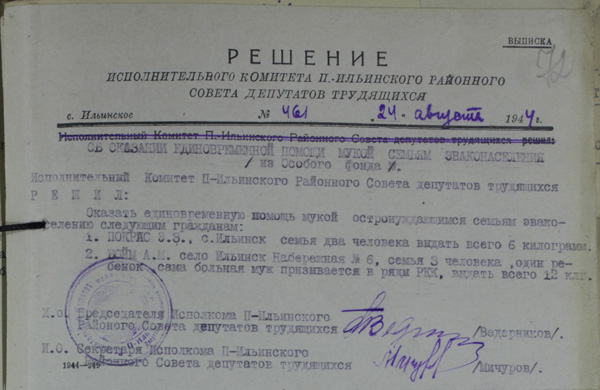 ВЫПИСКА
72
РЕШЕНИЕ
ИСПОЛНИТЕЛЬНОГО КОМИТЕТА П.-ИЛЬИНСКОГО РАЙОННОГО
СОВЕТА ДЕПУТАТОВ ТРУДЯЩИХСЯ
с. Ильинское № 461 24 августа 1944 г.
Исполнительный Комитет П.-Ильинского Районного Совета депутатов трудящихся решил:
ОБ ОКАЗАНИИ ЕДИНОВРЕМЕННОЙ ПОМОЩИ МУКОЙ СЕМЬЯМ ЭВАКОНАСЕЛЕНИЯ
/ из Особого фонда /.
Исполнительный Комитет П-Ильинского Районного Совета депутатов трудящихся
РЕШИЛ:
Оказать единовременную помощь мукой остронуждающимся семьям эвако-
населению следующим гражданам:
1. ПОКРАС З.З., с.Ильинск семья два человека выдать всего 6 килограмм.
2. А.М. село Ильинск Набережная № 6, семья 3 человека ,один ре-
бенок ,сама больная муж призивается в ряды РКК, выдать всего 12 клг.
И.о. Председателя Исполкома П-Ильинского
Районного Совета депутатов трудящихся /Ведерников/.
И.О. Секретаря Исполкома П-Ильинского
Районного Совета депутатов трудящихся /Мичуров/